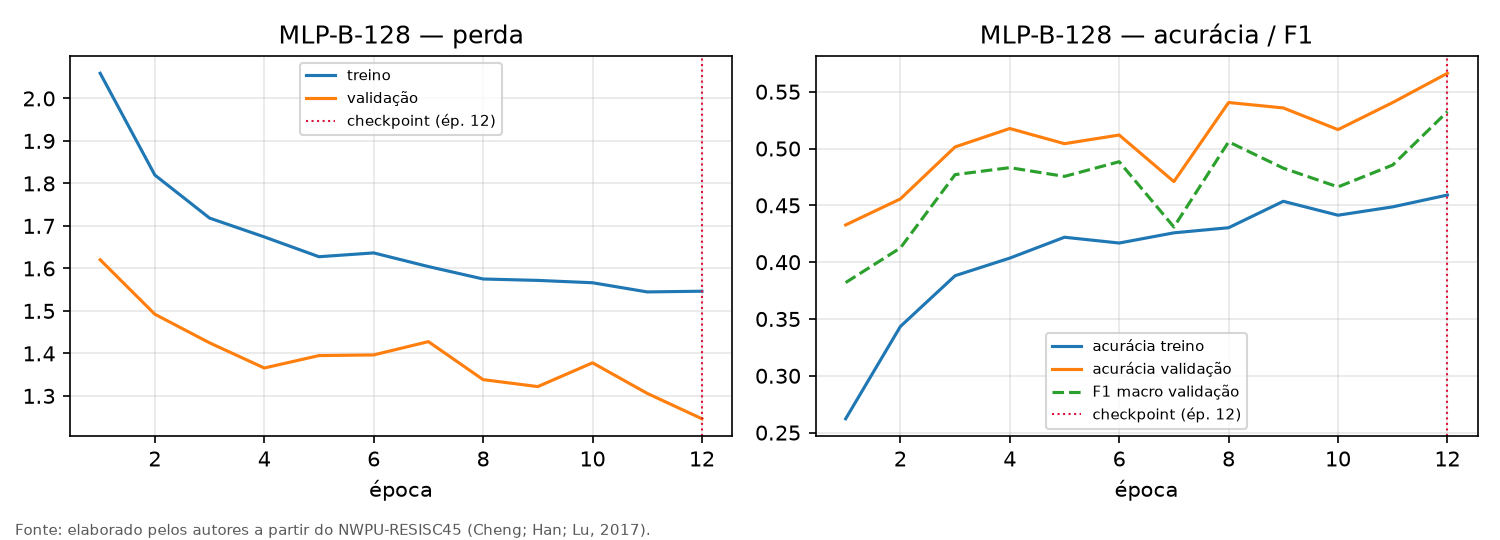 MLP-B-128 — perda
2.0
1.9
1.8
1.7
1.6
1.5
1.4
1.3
treino
validação
checkpoint (ép. 12)
2 4 6 8 10 12
época
MLP-B-128 — acurácia / F1
0.55
0.50
0.45
0.40
0.35
0.30
0.25
acurácia treino
acurácia validação
F1 macro validação
checkpoint (ép. 12)
2 4 6 8 10 12
época
Fonte: elaborado pelos autores a partir do NWPU-RESISC45 (Cheng; Han; Lu, 2017).